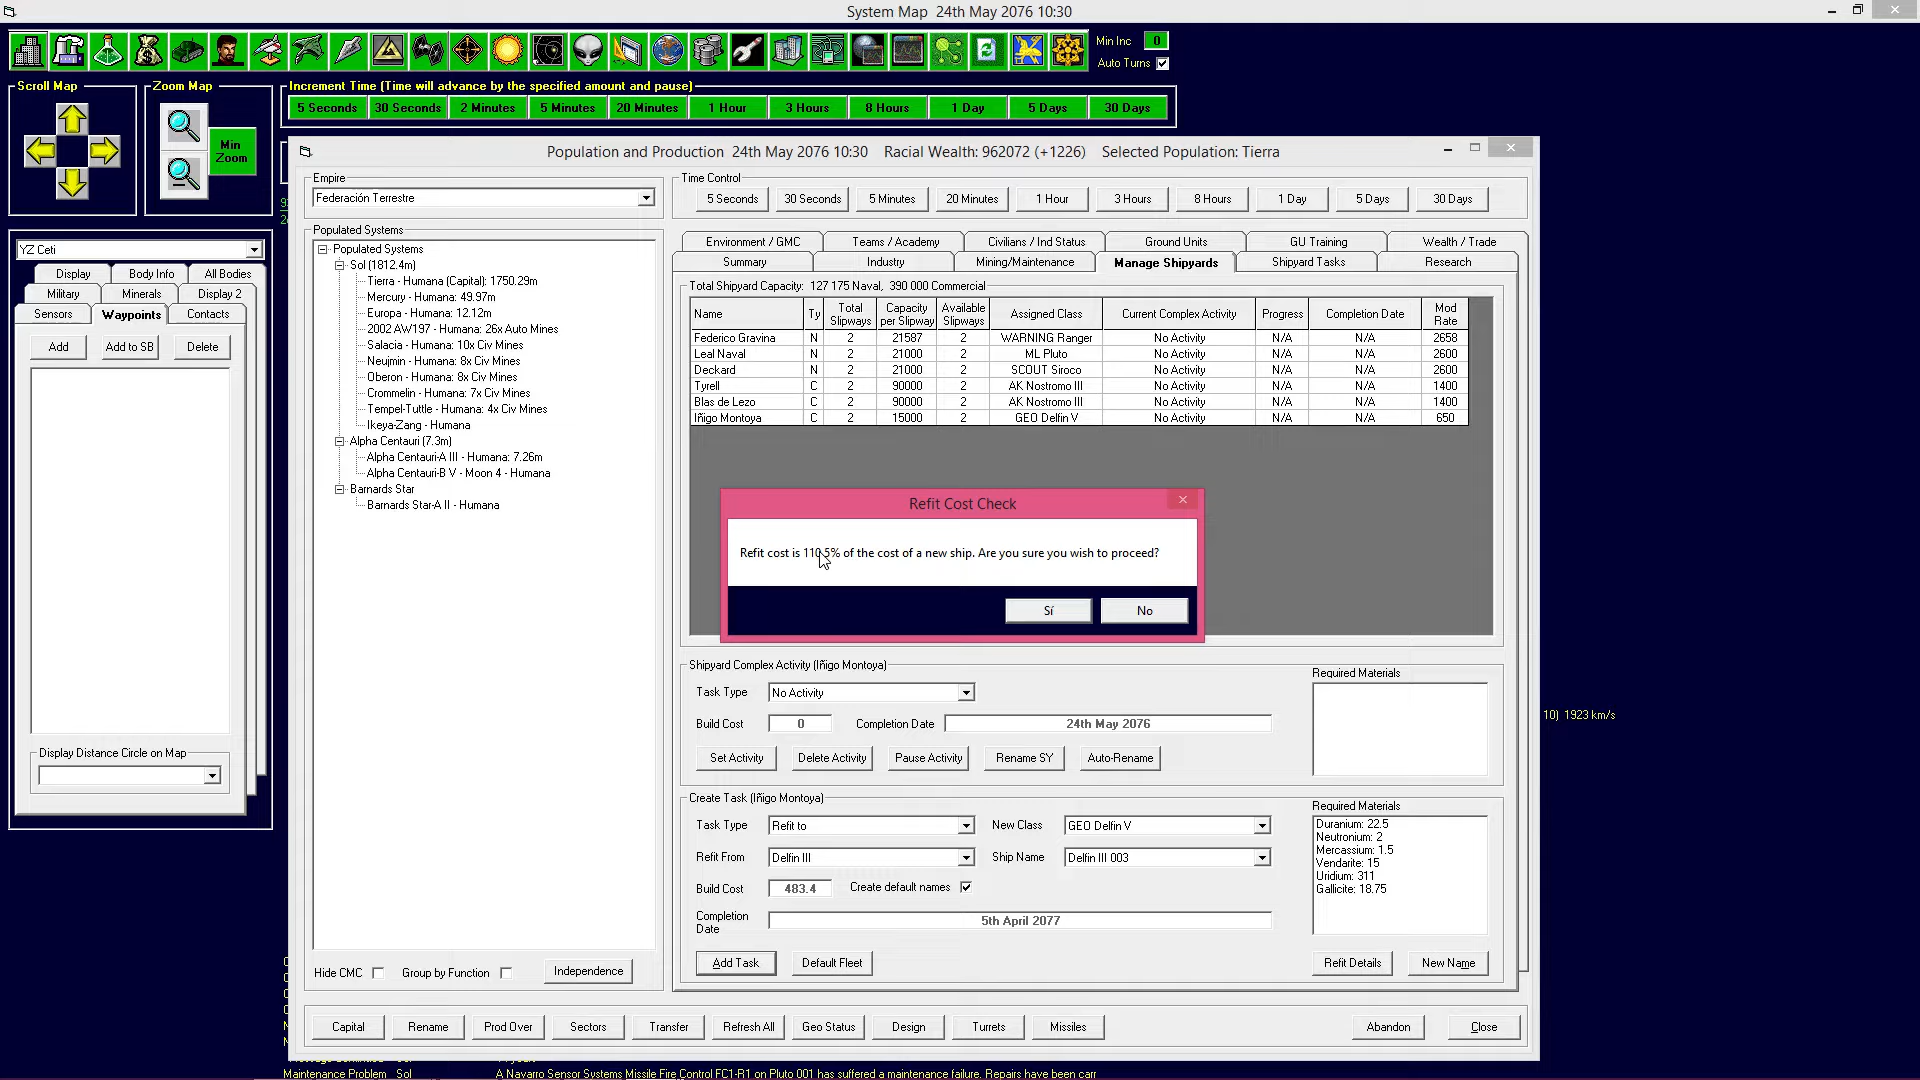 System Map 24th May 2076 10:30
Min Inc 0
Auto Turns
Scroll Map
Zoom Map
Min Zoom
Increment Time (Time will advance by the specified amount and pause)
5 Seconds 30 Seconds 2 Minutes 5 Minutes 20 Minutes 1 Hour 3 Hours 8 Hours 1 Day 5 Days 30 Days
YZ Ceti
Display Body Info All Bodies
Military Minerals Display 2
Sensors Waypoints Contacts
Add Add to SB Delete
Display Distance Circle on Map
Population and Production 24th May 2076 10:30 Racial Wealth: 962072 (+1226) Selected Population: Tierra
Empire
Federación Terrestre
Populated Systems
Populated Systems
Sol (1812.4m)
Tierra - Humana (Capital): 1750.29m
Mercury - Humana: 49.97m
Europa - Humana: 12.12m
2002 AW197 - Humana: 26x Auto Mines
Salacia - Humana: 10x Civ Mines
Neujmin - Humana: 8x Civ Mines
Oberon - Humana: 8x Civ Mines
Crommelin - Humana: 7x Civ Mines
Tempel-Tuttle - Humana: 4x Civ Mines
Ikeya-Zang - Humana
Alpha Centauri (7.3m)
Alpha Centauri-A III - Humana: 7.26m
Alpha Centauri-B V - Moon 4 - Humana
Barnards Star
Barnards Star-A II - Humana
Hide CMC Group by Function Independence
Time Control
5 Seconds 30 Seconds 5 Minutes 20 Minutes 1 Hour 3 Hours 8 Hours 1 Day 5 Days 30 Days
Environment / GMC Teams / Academy Civilians / Ind Status Ground Units GU Training Wealth / Trade
Summary Industry Mining/Maintenance Manage Shipyards Shipyard Tasks Research
Total Shipyard Capacity: 127 175 Naval, 390 000 Commercial
Name Ty Total Slipways Capacity per Slipway Available Slipways Assigned Class Current Complex Activity Progress Completion Date Mod Rate
Federico Gravina N 2 21587 2 WARNING Ranger No Activity N/A N/A 2658
Leal Naval N 2 21000 2 ML Pluto No Activity N/A N/A 2600
Deckard N 2 21000 2 SCOUT Siroco No Activity N/A N/A 2600
Tyrell C 2 90000 2 AK Nostromo III No Activity N/A N/A 1400
Blas de Lezo C 2 90000 2 AK Nostromo III No Activity N/A N/A 1400
Iñigo Montoya C 2 15000 2 GEO Delfin V No Activity N/A N/A 650
Refit Cost Check
Refit cost is 110.5% of the cost of a new ship. Are you sure you wish to proceed?
Sí No
Shipyard Complex Activity (Iñigo Montoya)
Required Materials
Task Type No Activity
Build Cost 0 Completion Date 24th May 2076
Set Activity Delete Activity Pause Activity Rename SY Auto-Rename
Create Task (Iñigo Montoya)
Required Materials
Task Type Refit to New Class GEO Delfin V
Refit From Delfin III Ship Name Delfin III 003
Build Cost 483.4 Create default names
Completion Date 5th April 2077
Duranium: 22.5
Neutronium: 2
Mercassium: 1.5
Vendarite: 15
Uridium: 311
Gallicite: 18.75
Add Task Default Fleet Refit Details New Name
Capital Rename Prod Over Sectors Transfer Refresh All Geo Status Design Turrets Missiles Abandon Close
10) 1923 km/s
Maintenance Problem Sol A Navarro Sensor Systems Missile Fire Control FC1-R1 on Pluto 001 has suffered a maintenance failure. Repairs have been carr